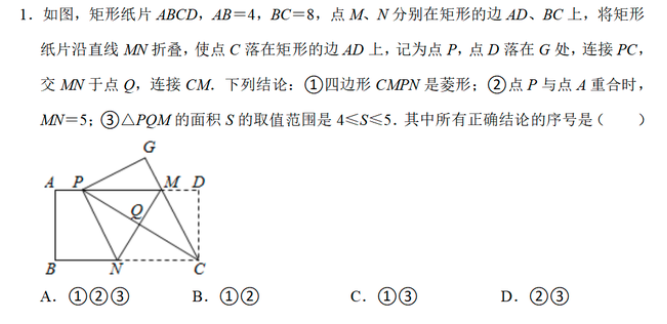 1. 如图，矩形纸片 ABCD，AB=4，BC=8，点 M、N 分别在矩形的边 AD、BC 上，将矩形
纸片沿直线 MN 折叠，使点 C 落在矩形的边 AD 上，记为点 P，点 D 落在 G 处，连接 PC，
交 MN 于点 Q，连接 CM．下列结论：①四边形 CMPN 是菱形；②点 P 与点 A 重合时，
MN=5；③△PQM 的面积 S 的取值范围是 4≤S≤5．其中所有正确结论的序号是（　　）
G
A P M D
Q
B N C
A．①②③ B．①② C．①③ D．②③